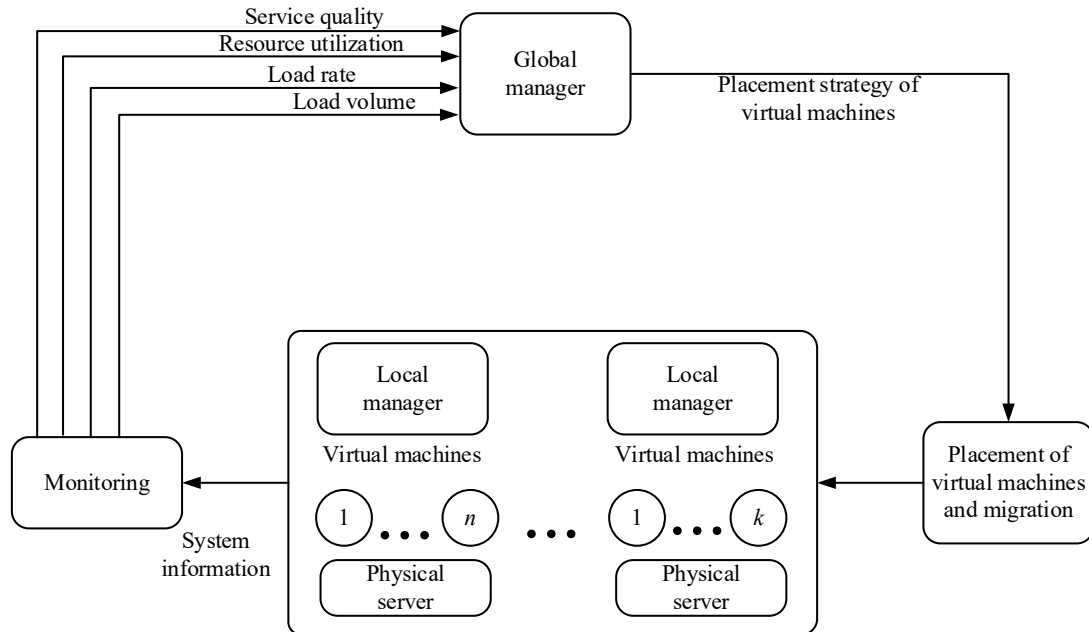 Service quality
Resource utilization
Load rate
Load volume
Global
manager
Placement strategy of
virtual machines
Local
manager
Local
manager
Virtual machines
Virtual machines
Monitoring
Placement of
virtual machines
and migration
1 ••• n ••• 1 ••• k
System
information
Physical
server
Physical
server